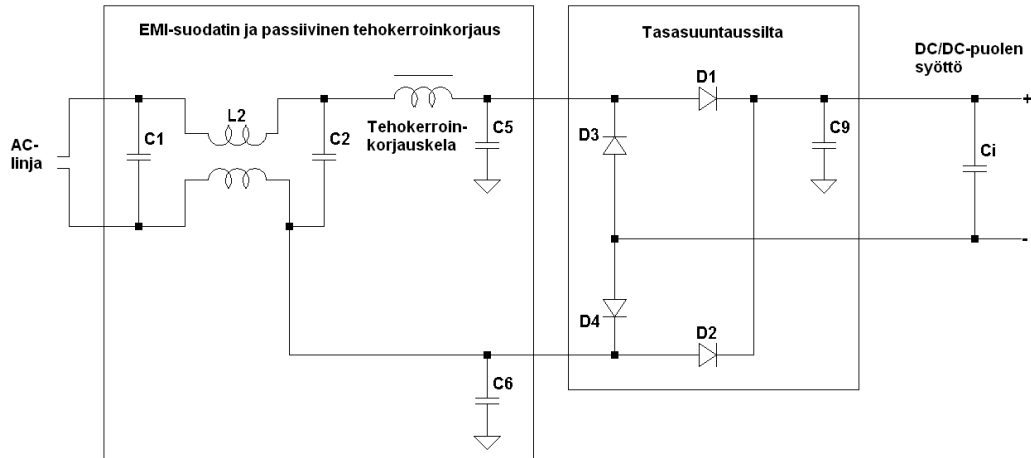 EMI-suodatin ja passiivinen tehokerroinkorjaus
Tasasuuntaussilta
DC/DC-puolen
syöttö
D1
+
L2
C1
C2
Tehokerroin-
korjauskela
C5
D3
C9
Ci
AC-
linja
-
D4
D2
C6